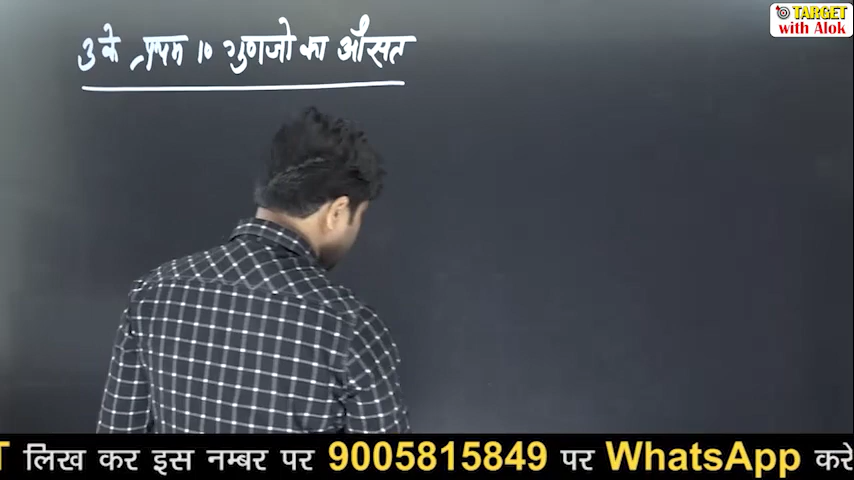 3 के प्रथम 10 गुणजो का औसत
TARGET
with Alok
T लिख कर इस नम्बर पर 9005815849 पर WhatsApp करे